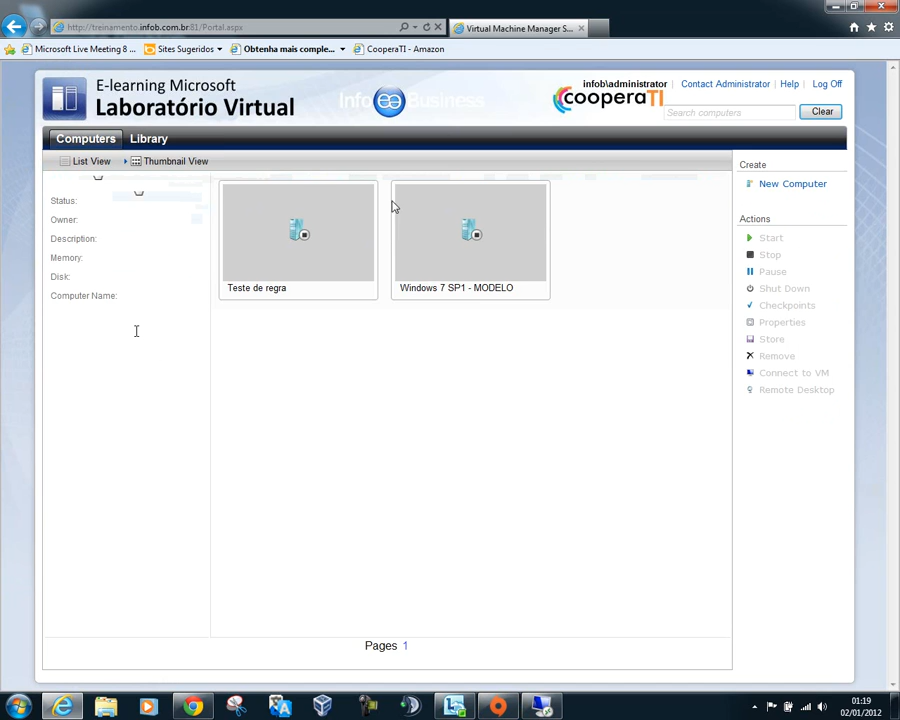 http://treinamento.infob.com.br:81/Portal.aspx
Virtual Machine Manager S...
Microsoft Live Meeting 8 ...
Sites Sugeridos
Obtenha mais comple...
CooperaTI - Amazon
E-learning Microsoft
Laboratório Virtual
Info Business
cooperaTI
infob\administrator
Contact Administrator
Help
Log Off
Search computers
Clear
Computers
Library
List View
Thumbnail View
Status:
Owner:
Description:
Memory:
Disk:
Computer Name:
Teste de regra
Windows 7 SP1 - MODELO
Pages 1
Create
New Computer
Actions
Start
Stop
Pause
Shut Down
Checkpoints
Properties
Store
Remove
Connect to VM
Remote Desktop
01:19
02/01/2012